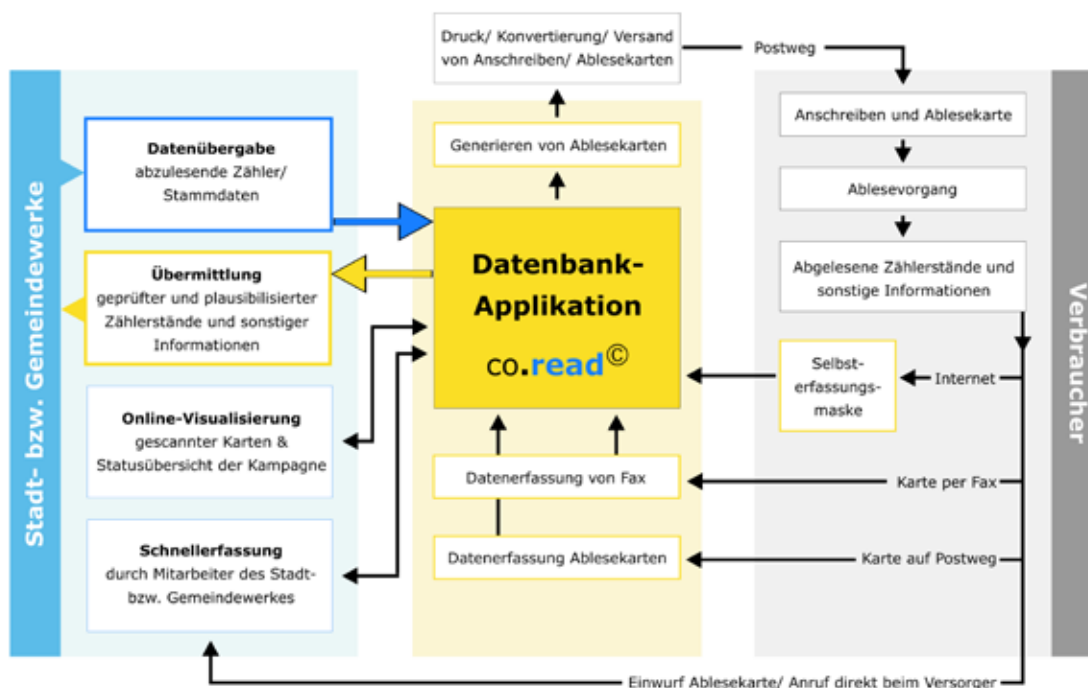 Druck/ Konvertierung/ Versand
von Anschreiben/ Ablesekarten
Postweg
Stadt- bzw. Gemeindewerke
Datenübergabe
abzulesende Zähler/
Stammdaten
Übermittlung
geprüfter und plausibilisierter
Zählerstände und sonstiger
Informationen
Online-Visualisierung
gescannter Karten &
Statusübersicht der Kampagne
Schnellerfassung
durch Mitarbeiter des Stadt-
bzw. Gemeindewerkes
Generieren von Ablesekarten
Datenbank-
Applikation
co.read©
Datenerfassung von Fax
Datenerfassung Ablesekarten
Anschreiben und Ablesekarte
Ablesevorgang
Abgelesene Zählerstände und
sonstige Informationen
Selbst-
erfassungs-
maske
Internet
Karte per Fax
Karte auf Postweg
Verbraucher
Einwurf Ablesekarte/ Anruf direkt beim Versorger